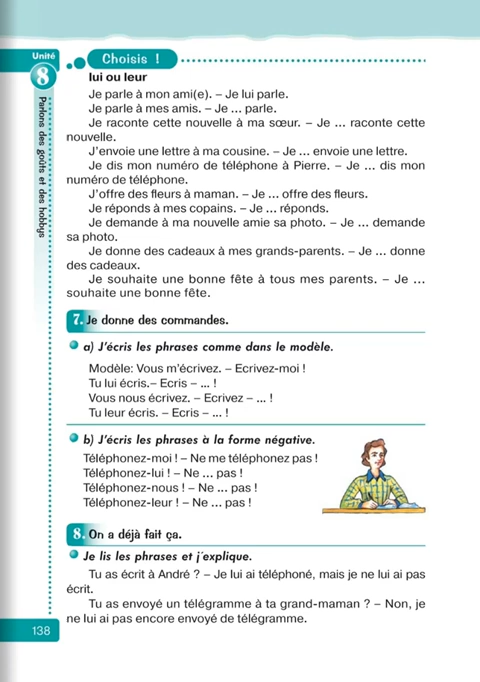 Unité
8
Parlons des goûts et des hobbys
Choisis !
lui ou leur
Je parle à mon ami(e). – Je lui parle.
Je parle à mes amis. – Je ... parle.
Je raconte cette nouvelle à ma sœur. – Je ... raconte cette
nouvelle.
J'envoie une lettre à ma cousine. – Je ... envoie une lettre.
Je dis mon numéro de téléphone à Pierre. – Je ... dis mon
numéro de téléphone.
J'offre des fleurs à maman. – Je ... offre des fleurs.
Je réponds à mes copains. – Je ... réponds.
Je demande à ma nouvelle amie sa photo. – Je ... demande
sa photo.
Je donne des cadeaux à mes grands-parents. – Je ... donne
des cadeaux.
Je souhaite une bonne fête à tous mes parents. – Je ...
souhaite une bonne fête.
7. Je donne des commandes.
a) J'écris les phrases comme dans le modèle.
Modèle: Vous m'écrivez. – Ecrivez-moi !
Tu lui écris.– Ecris – ... !
Vous nous écrivez. – Ecrivez – ... !
Tu leur écris. – Ecris – ... !
b) J'écris les phrases à la forme négative.
Téléphonez-moi ! – Ne me téléphonez pas !
Téléphonez-lui ! – Ne ... pas !
Téléphonez-nous ! – Ne ... pas !
Téléphonez-leur ! – Ne ... pas !
8. On a déjà fait ça.
Je lis les phrases et j'explique.
Tu as écrit à André ? – Je lui ai téléphoné, mais je ne lui ai pas
écrit.
Tu as envoyé un télégramme à ta grand-maman ? – Non, je
ne lui ai pas encore envoyé de télégramme.
138